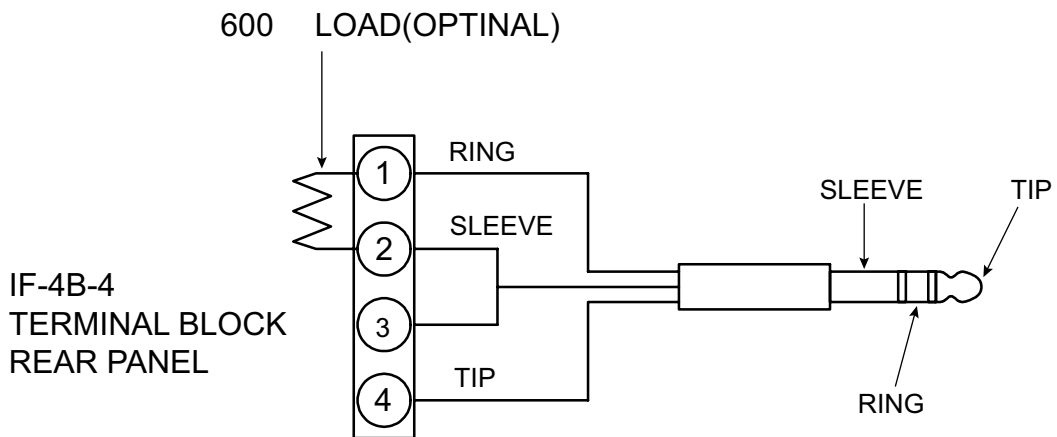 600 LOAD(OPTINAL)
RING
SLEEVE
TIP
SLEEVE
TIP
RING
1
2
3
4
IF-4B-4
TERMINAL BLOCK
REAR PANEL